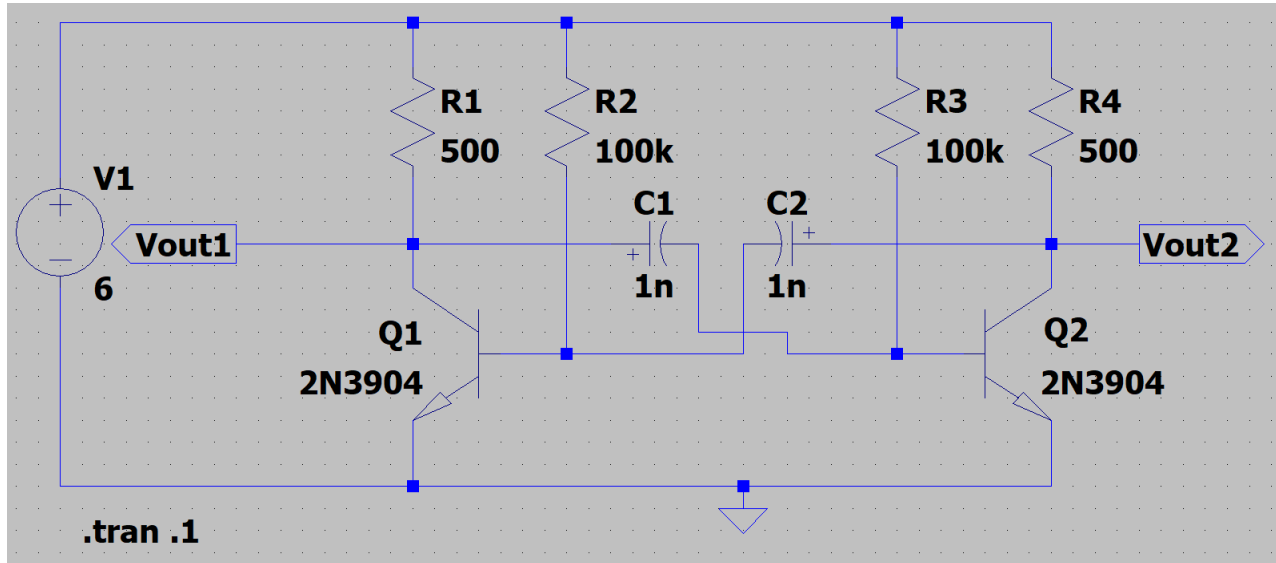 R1
500
R2
100k
R3
100k
R4
500
V1
6
Vout1
C1
1n
C2
1n
Vout2
Q1
2N3904
Q2
2N3904
.tran .1